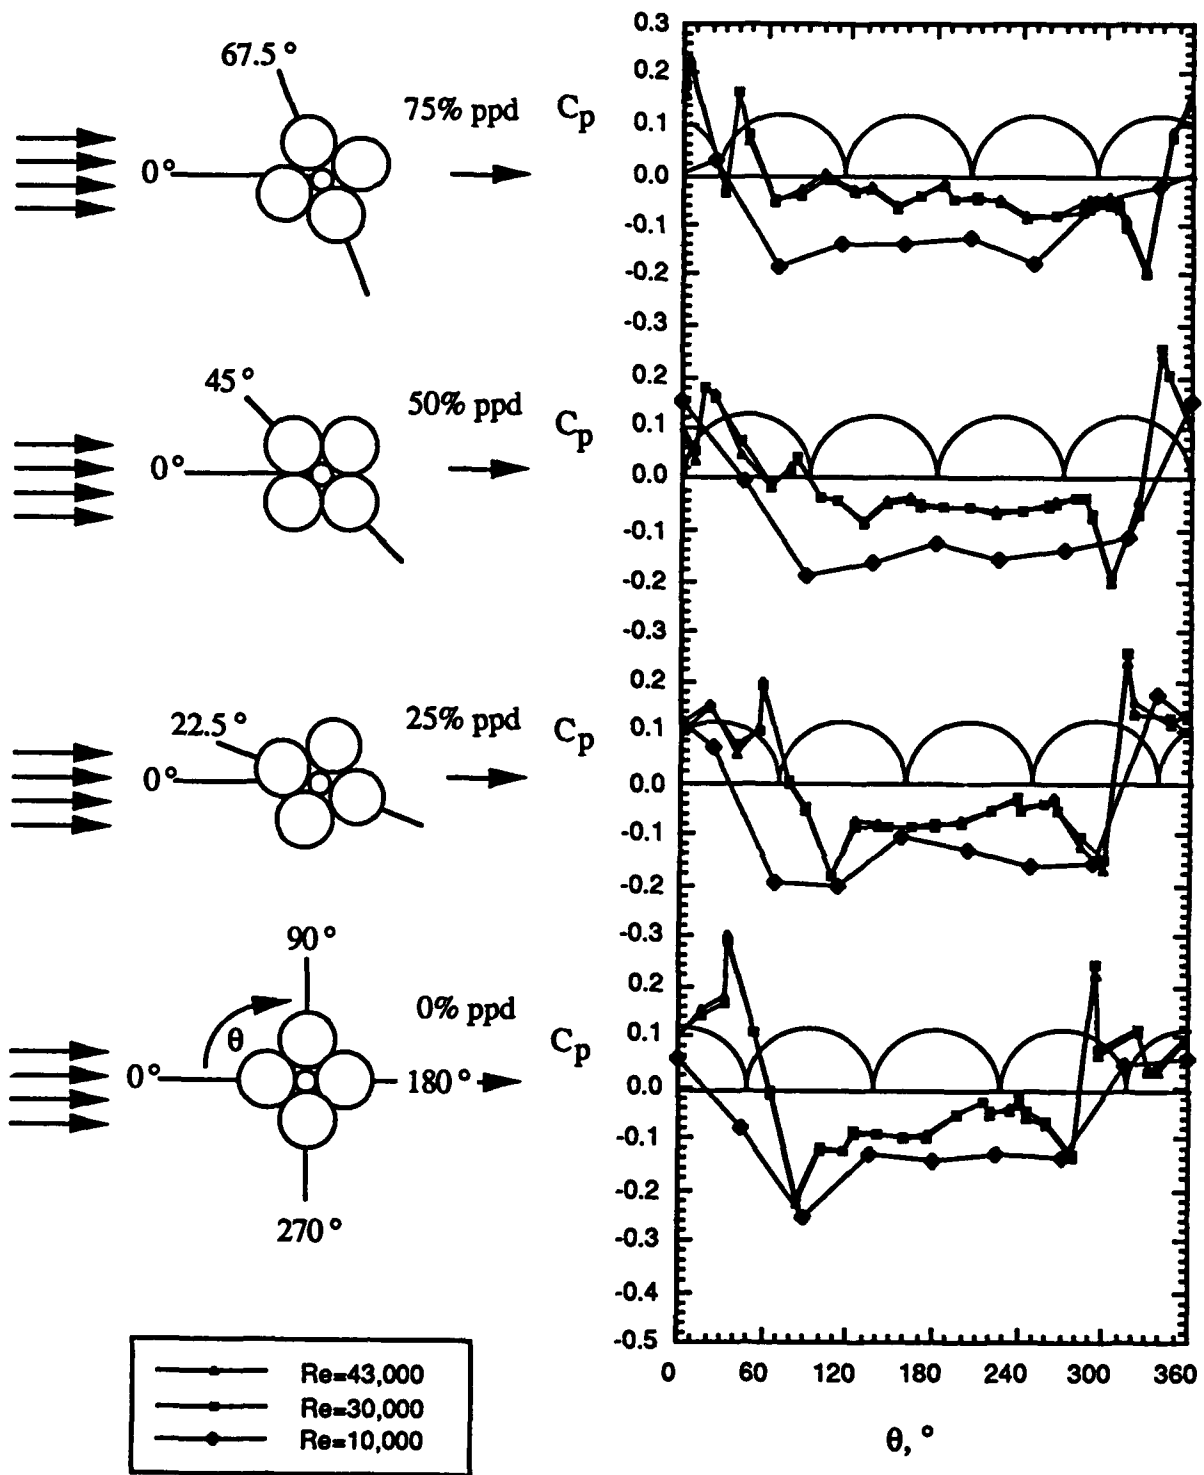 67.5 °
75% ppd
0°
Cp
0.3
0.2
0.1
0.0
-0.1
-0.2
-0.3
45 °
50% ppd
0°
Cp
0.2
0.1
0.0
-0.1
-0.2
-0.3
22.5 °
25% ppd
0°
Cp
0.2
0.1
0.0
-0.1
-0.2
-0.3
90 °
0% ppd
θ
0°
180°
270 °
Cp
0.2
0.1
0.0
-0.1
-0.2
-0.3
-0.4
-0.5
0 60 120 180 240 300 360
θ, °
Re=43,000
Re=30,000
Re=10,000